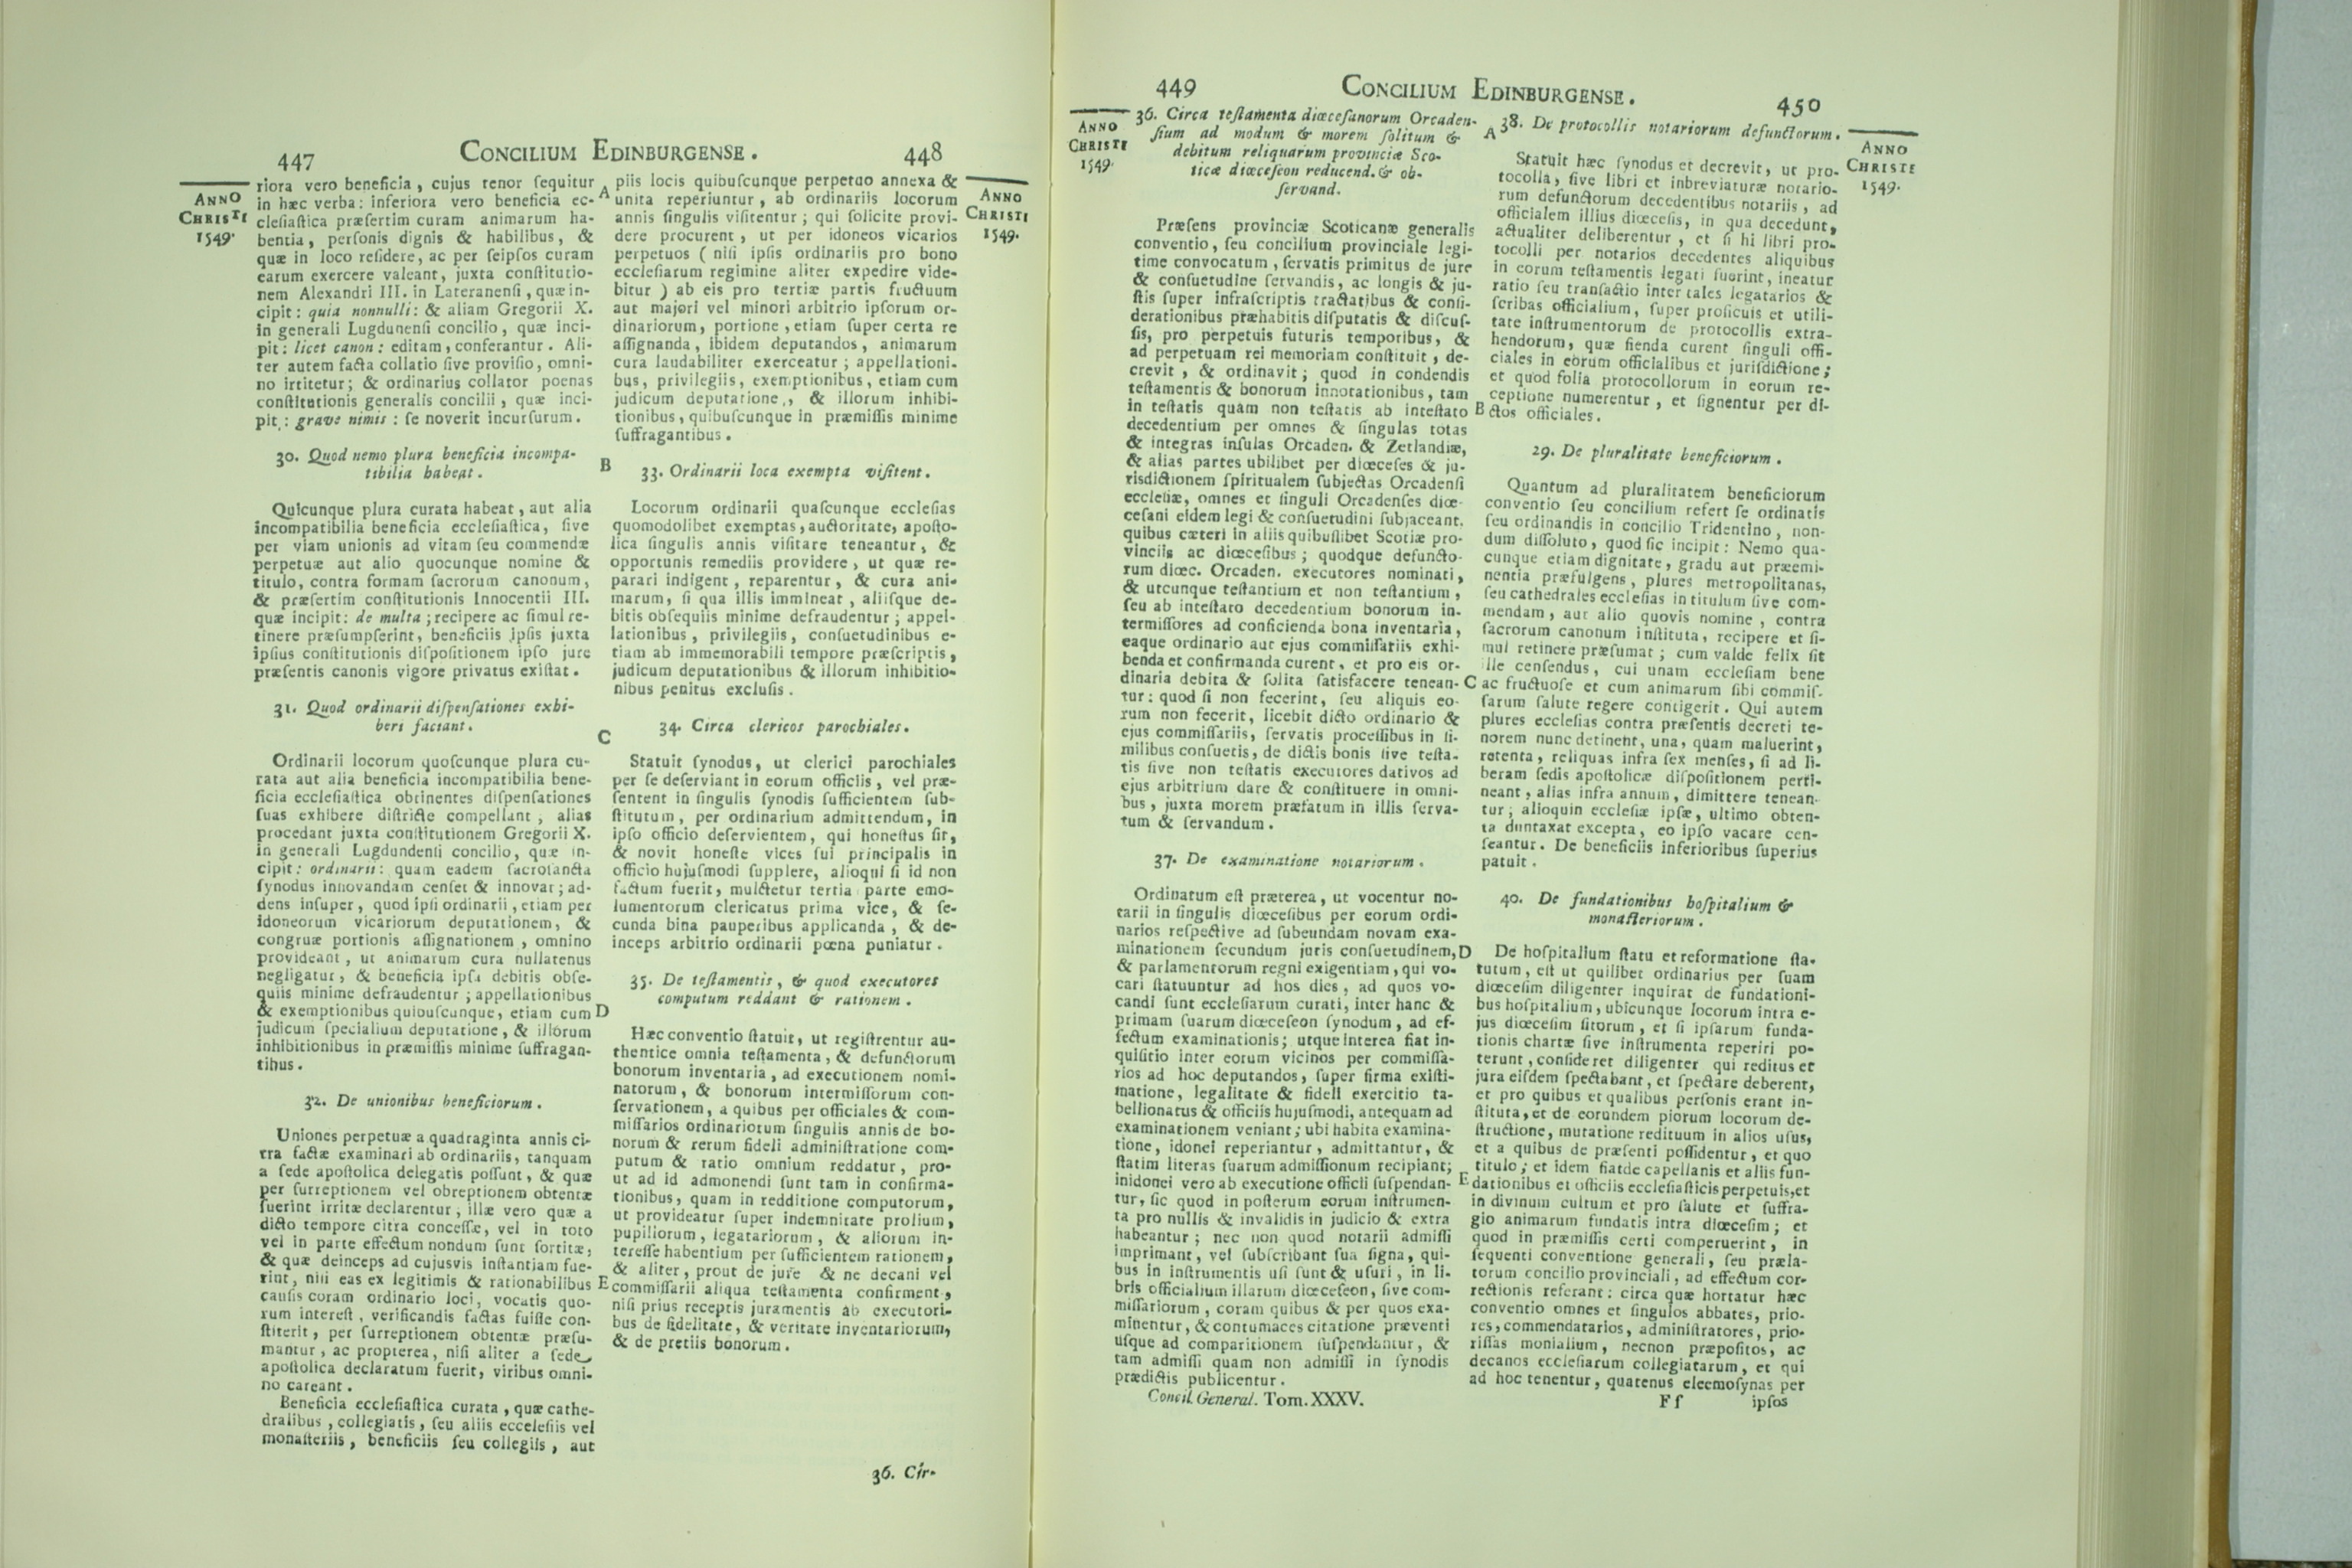 447
CONCILIUM EDINBURGENSE.
448
ANNO
CHRISTI
1549.
riora vero beneficia, cujus tenor ſequitur
in hæc verba: inferiora vero beneficia ec-
cleſiaſtica præſertim curam animarum ha-
bentia, perſonis dignis & habilibus, &
quæ in loco reſidere, ac per ſeipſos curam
earum exercere valeant, juxta conſtitutio-
nem Alexandri III. in Lateranenſi, quæ in-
cipit: quia nonnulli: & aliam Gregorii X.
in generali Lugdunenſi concilio, quæ inci-
pit: licet canon: editam, conferantur. Ali-
ter autem facta collatio ſive proviſio, omni-
no irtitetur; & ordinarius collator poenas
conſtitutionis generalis concilii, quæ inci-
pit: grave nimis: ſe noverit incurſurum.
30. Quod nemo plura beneficia incompa-
tibilia habeat.
Quicunque plura curata habeat, aut alia
incompatibilia beneficia eccleſiaſtica, ſive
per viam unionis ad vitam ſeu commendæ
perpetuæ aut alio quocunque nomine &
titulo, contra formam ſacrorum canonum,
& præſertim conſtitutionis Innocentii III.
quæ incipit: de multa; recipere ac ſimul re-
tinere præſumpſerint, beneficiis ipſis juxta
ipſius conſtitutionis diſpoſitionem ipſo jure
præſentis canonis vigore privatus exiſtat.
31. Quod ordinarii diſpenſationes exhi-
beri faciant.
Ordinarii locorum quoſcunque plura cu-
rata aut alia beneficia incompatibilia bene-
ficia eccleſiaſtica obtinentes diſpenſationes
ſuas exhibere diſtricte compellant, alias
procedant juxta conſtitutionem Gregorii X.
in generali Lugdundenſi concilio, quæ in-
cipit: ordinarii: quam eadem ſacroſancta
ſynodus innovandam cenſet & innovat; ad-
dens inſuper, quod ipſi ordinarii, etiam per
idoneorum vicariorum deputationem, &
congruæ portionis aſſignationem, omnino
provideant, ut animarum cura nullatenus
negligatur, & beneficia ipſa debitis obſe-
quiis minime defraudentur; appellationibus
& exemptionibus quibuſcunque, etiam cum
judicum ſpecialium deputatione, & illorum
inhibitionibus in præmiſſis minime ſuffragan-
tibus.
32. De unionibus beneficiorum.
Uniones perpetuæ a quadraginta annis ci-
tra factæ examinari ab ordinariis, tanquam
a ſede apoſtolica delegatis poſſunt, & quæ
per ſurreptionem vel obreptionem obtentæ
fuerint irritæ declarentur, illæ vero quæ a
dicto tempore citra conceſſæ, vel in toto
vel in parte effectum nondum ſunt ſortitæ;
& quæ deinceps ad cujusvis inſtantiam fue-
rint, niſi eas ex legitimis & rationabilibus
cauſis coram ordinario loci, vocatis quo-
rum intereſt, verificandis factas fuiſſe con-
ſtiterit, per ſurreptionem obtentæ præſu-
mantur, ac propterea, niſi aliter a ſede
apoſtolica declaratum fuerit, viribus omni-
no careant.
Beneficia eccleſiaſtica curata, quæ cathe-
dralibus, collegiatis, ſeu aliis ecceleſiis vel
monaſteriis, beneficiis ſeu collegiis, aut
A
B
C
D
E
piis locis quibuſcunque perpetuo annexa &
unita reperiuntur, ab ordinariis locorum
annis ſingulis viſitentur; qui ſolicite provi-
dere procurent, ut per idoneos vicarios
perpetuos ( niſi ipſis ordinariis pro bono
eccleſiarum regimine aliter expedire vide-
bitur ) ab eis pro tertiæ partis fructuum
aut majori vel minori arbitrio ipſorum or-
dinariorum, portione, etiam ſuper certa re
aſſignanda, ibidem deputandos, animarum
cura laudabiliter exerceatur; appellationi-
bus, privilegiis, exemptionibus, etiam cum
judicum deputatione, & illorum inhibi-
tionibus, quibuſcunque in præmiſſis minime
ſuffragantibus.
33. Ordinarii loca exempta viſitent.
Locorum ordinarii quaſcunque eccleſias
quomodolibet exemptas, auctoritate, apoſto-
lica ſingulis annis viſitare teneantur, &
opportunis remediis providere, ut quæ re-
parari indigent, reparentur, & cura ani-
marum, ſi qua illis immineat, aliiſque de-
bitis obſequiis minime defraudentur; appel-
lationibus, privilegiis, conſuetudinibus e-
tiam ab immemorabili tempore præſcriptis,
judicum deputationibus & illorum inhibitio-
nibus penitus excluſis.
34. Circa clericos parochiales.
Statuit ſynodus, ut clerici parochiales
per ſe deſerviant in eorum officiis, vel præ-
ſentent in ſingulis ſynodis ſufficientem ſub-
ſtitutum, per ordinarium admittendum, in
ipſo officio deſervientem, qui honeſtus ſit,
& novit honeſte vices ſui principalis in
officio hujuſmodi ſupplere, alioqui ſi id non
factum fuerit, mulctetur tertia parte emo-
lumentorum clericatus prima vice, & ſe-
cunda bina pauperibus applicanda, & de-
inceps arbitrio ordinarii pœna puniatur.
35. De teſtamentis, & quod executores
computum reddant & rationem.
Hæc conventio ſtatuit, ut regiſtrentur au-
thentice omnia teſtamenta, & defunctorum
bonorum inventaria, ad executionem nomi-
natorum, & bonorum intermiſſorum con-
ſervationem, a quibus per officiales & com-
miſſarios ordinariorum ſingulis annis de bo-
norum & rerum fideli adminiſtratione com-
putum & ratio omnium reddatur, pro-
ut ad id admonendi ſunt tam in confirma-
tionibus, quam in redditione computorum,
ut provideatur ſuper indemnitate prolium,
pupillorum, legatariorum, & aliorum in-
tereſſe habentium per ſufficientem rationem,
& aliter, prout de jure & ne decani vel
commiſſarii aliqua teſtamenta confirment,
niſi prius receptis juramentis ab executori-
bus de fidelitate, & veritate inventariorum,
& de pretiis bonorum.
ANNO
CHRISTI
1549.
36. Cir-
449
CONCILIUM EDINBURGENSE.
450
ANNO
CHRISTI
1549.
36. Circa teſtamenta diœceſanorum Orcaden-
ſium ad modum & morem ſolitum &
debitum reliquarum provinciæ Sco-
ticæ diæceſeon reducend. & ob-
ſervand.
Præſens provinciæ Scoticanæ generalis
conventio, ſeu concilium provinciale legi-
time convocatum, ſervatis primitus de jure
& conſuetudine ſervandis, ac longis & ju-
ſtis ſuper infraſcriptis tractatibus & conſi-
derationibus præhabitis diſputatis & diſcuſ-
ſis, pro perpetuis futuris temporibus, &
ad perpetuam rei memoriam conſtituit, de-
crevit, & ordinavit; quod in condendis
teſtamentis & bonorum innotationibus, tam
in teſtatis quam non teſtatis ab inteſtato
decedentium per omnes & ſingulas totas
& integras inſulas Orcaden. & Zetlandiæ,
& alias partes ubilibet per diœceſes & ju-
risdictionem ſpiritualem ſubjectas Orcadenſi
eccleſiæ, omnes et ſinguli Orcadenſes diœ-
ceſani eidem legi & conſuetudini ſubjaceant,
quibus cæteri in aliis quibuſlibet Scotiæ pro-
vinciis ac diœceſibus; quodque defuncto-
rum diœc. Orcaden. executores nominati,
& utcunque teſtantium et non teſtantium,
ſeu ab inteſtato decedentium bonorum in-
termiſſores ad conficienda bona inventaria,
eaque ordinario aut ejus commiſſariis exhi-
benda et confirmanda curent, et pro eis or-
dinaria debita & ſolita ſatisfacere tenean-
tur: quod ſi non fecerint, ſeu aliquis eo-
rum non fecerit, licebit dicto ordinario &
ejus commiſſariis, ſervatis proceſſibus in ſi-
milibus conſuetis, de dictis bonis ſive teſta-
tis ſive non teſtatis executores dativos ad
ejus arbitrium dare & conſtituere in omni-
bus, juxta morem præfatum in illis ſerva-
tum & ſervandum.
37. De examinatione notariorum.
Ordinatum eſt præterea, ut vocentur no-
tarii in ſingulis diœceſibus per eorum ordi-
narios reſpective ad ſubeundam novam exa-
minationem ſecundum juris conſuetudinem,
& parlamentorum regni exigentiam, qui vo-
cari ſtatuuntur ad hos dies, ad quos vo-
candi ſunt eccleſiarum curati, inter hanc &
primam ſuarum diœceſeon ſynodum, ad ef-
fectum examinationis; utque interea fiat in-
quiſitio inter eorum vicinos per commiſſa-
rios ad hoc deputandos, ſuper firma exiſti-
matione, legalitate & fideli exercitio ta-
bellionatus & officiis hujuſmodi, antequam ad
examinationem veniant; ubi habita examina-
tione, idonei reperiantur, admittantur, &
ſtatim literas ſuarum admiſſionum recipiant;
inidonei vero ab executione officii ſuſpendan-
tur, ſic quod in poſterum eorum inſtrumen-
ta pro nullis & invalidis in judicio & extra
habeantur; nec non quod notarii admiſſi
imprimant, vel ſubſcribant ſua ſigna, qui-
bus in inſtrumentis uſi ſunt & uſuri, in li-
bris officialium illarum diœceſeon, ſive com-
miſſariorum, coram quibus & per quos exa-
minentur, & contumaces citatione præventi
uſque ad comparitionem ſuſpendantur, &
tam admiſſi quam non admiſſi in ſynodis
prædictis publicentur.
Concil. General. Tom. XXXV.
A
B
C
D
E
38. De protocollis notariorum defunctorum.
Statuit hæc ſynodus et decrevit, ut pro-
tocolla, ſive libri et inbreviaturæ notario-
rum defunctorum decedentibus notariis, ad
officialem illius diœceſis, in qua decedunt,
actualiter deliberentur, et ſi hi libri pro-
tocolli per notarios decedentes aliquibus
in eorum teſtamentis legati fuerint, ineatur
ratio ſeu tranſactio inter tales legatarios &
ſcribas officialium, ſuper proficuis et utili-
tate inſtrumentorum de protocollis extra-
hendorum, quæ fienda curent ſinguli offi-
ciales in eorum officialibus et juriſdictione;
et quod folia protocollorum in eorum re-
ceptione numerentur, et ſignentur per di-
ctos officiales.
29. De pluralitate beneficiorum.
Quantum ad pluralitatem beneficiorum
conventio ſeu concilium refert ſe ordinatis
ſeu ordinandis in concilio Tridentino, non-
dum diſſoluto, quod ſic incipit: Nemo qua-
cunque etiam dignitate, gradu aut præemi-
nentia præfulgens, plures metropolitanas,
ſeu cathedrales eccleſias in titulum ſive com-
mendam, aut alio quovis nomine, contra
ſacrorum canonum inſtituta, recipere et ſi-
mul retinere præſumat; cum valde felix ſit
ille cenſendus, cui unam eccleſiam bene
ac fructuoſe et cum animarum ſibi commiſ-
ſarum ſalute regere contigerit. Qui autem
plures eccleſias contra præſentis decreti te-
norem nunc detinent, una, quam maluerint,
retenta, reliquas infra ſex menſes, ſi ad li-
beram ſedis apoſtolicæ diſpoſitionem perti-
neant, alias infra annum, dimittere tenean-
tur; alioquin eccleſiæ ipſæ, ultimo obten-
ta duntaxat excepta, eo ipſo vacare cen-
ſeantur. De beneficiis inferioribus ſuperius
patuit.
40. De fundationibus hoſpitalium &
monaſteriorum.
De hoſpitalium ſtatu et reformatione ſta-
tutum, eſt ut quilibet ordinarius per ſuam
diœceſim diligenter inquirat de fundationi-
bus hoſpitalium, ubicunque locorum intra e-
jus diœceſim ſitorum, et ſi ipſarum funda-
tionis chartæ ſive inſtrumenta reperiri po-
terunt, conſideret diligenter qui reditus et
jura eiſdem ſpectabant, et ſpectare deberent,
et pro quibus et qualibus perſonis erant in-
ſtituta, et de eorundem piorum locorum de-
ſtructione, mutatione redituum in alios uſus,
et a quibus de præſenti poſſidentur, et quo
titulo; et idem fiat de capellanis et aliis fun-
dationibus et officiis eccleſiaſticis perpetuis, et
in divinum cultum et pro ſalute et ſuffra-
gio animarum fundatis intra diœceſim; et
quod in præmiſſis certi comperuerint, in
ſequenti conventione generali, ſeu præla-
torum concilio provinciali, ad effectum cor-
rectionis referant: circa quæ hortatur hæc
conventio omnes et ſingulos abbates, prio-
res, commendatarios, adminiſtratores, prio-
riſſas monialium, necnon præpoſitos, ac
decanos eccleſiarum collegiatarum, et qui
ad hoc tenentur, quatenus eleemoſynas per
ANNO
CHRISTI
1549.
F f
ipſos